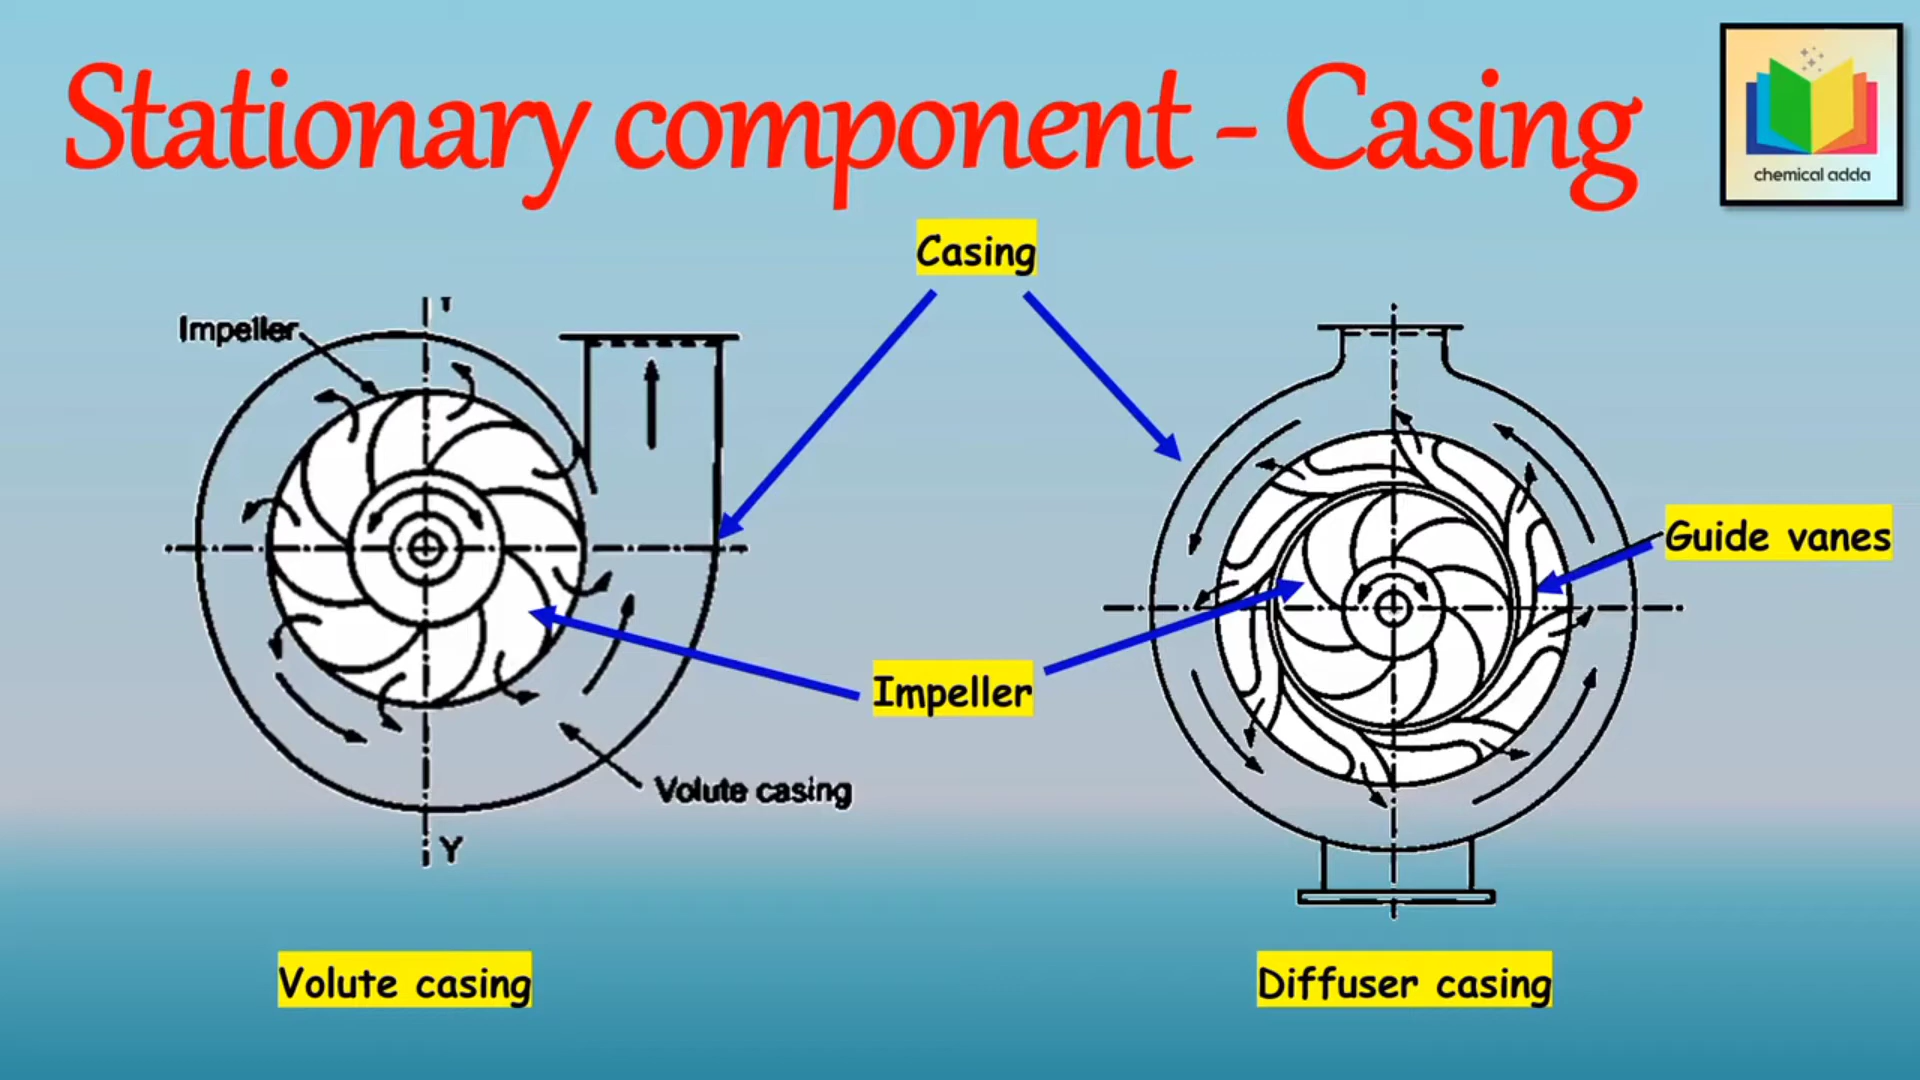 Stationary component - Casing
chemical adda
Casing
Impeller
Guide vanes
Impeller
Volute casing
Y
Volute casing
Diffuser casing